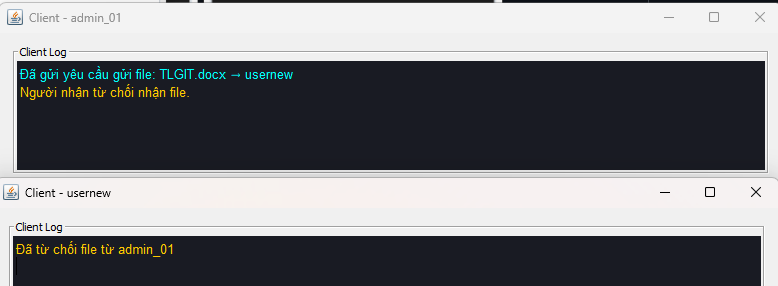 Client - admin_01
Client Log
Đã gửi yêu cầu gửi file: TLGIT.docx → usernew
Người nhận từ chối nhận file.
Client - usernew
Client Log
Đã từ chối file từ admin_01